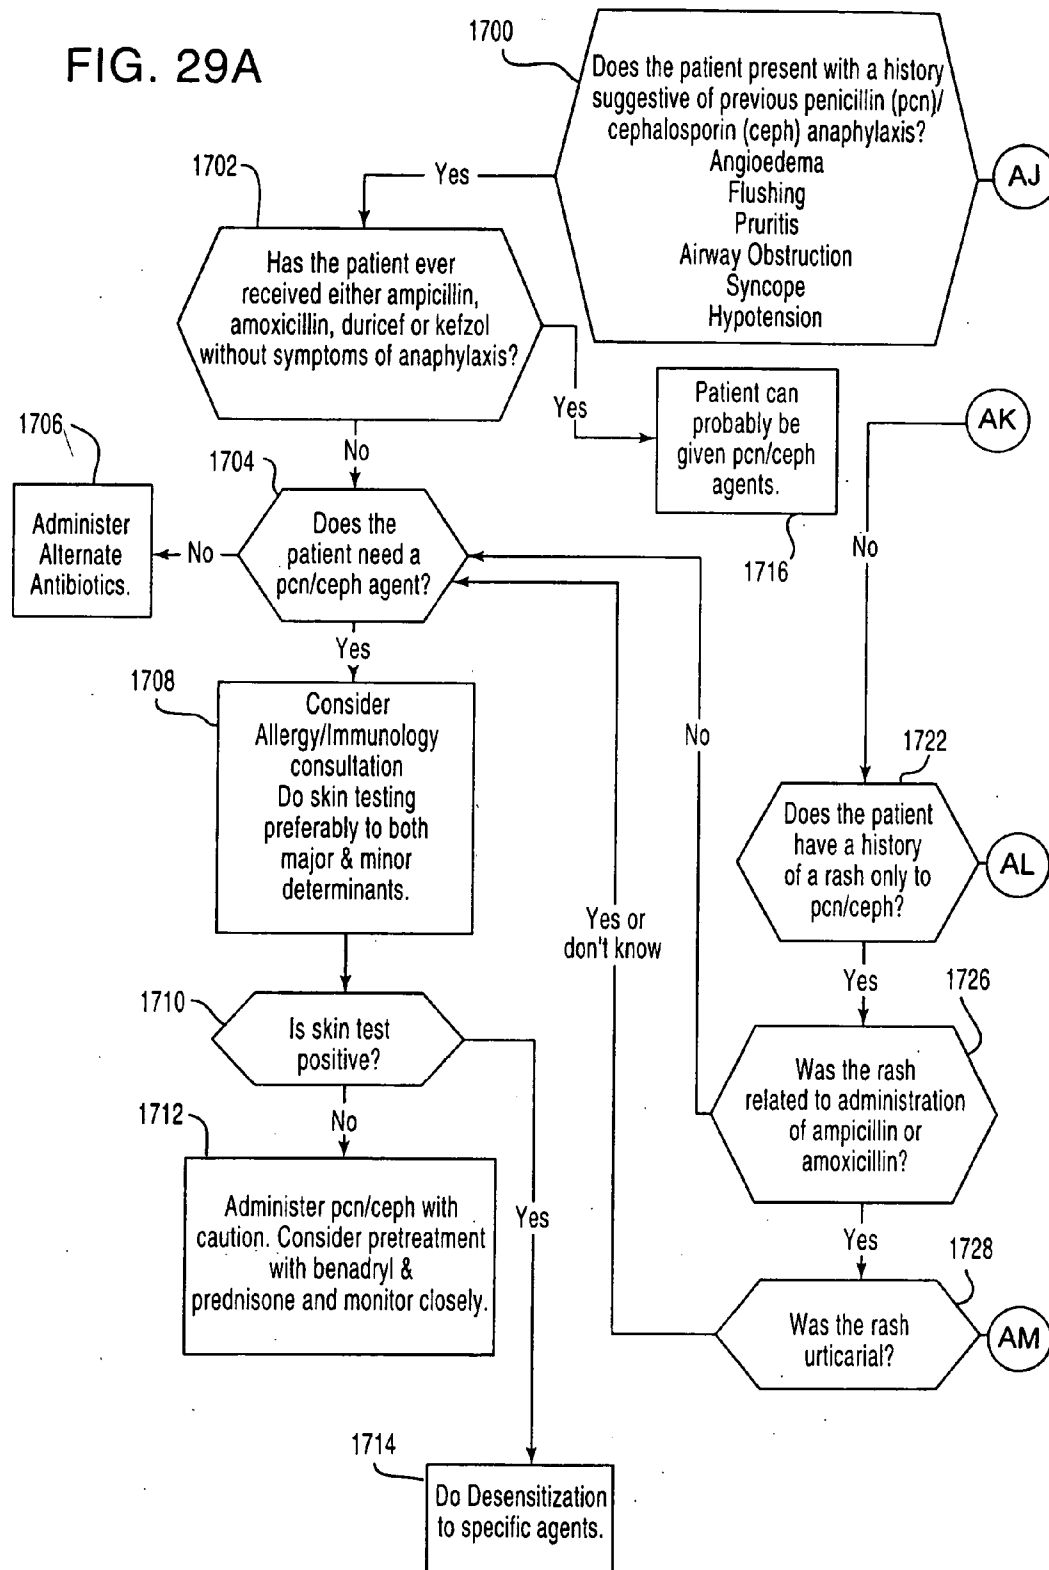 FIG. 29A
1700
Does the patient present with a history
suggestive of previous penicillin (pcn)/
cephalosporin (ceph) anaphylaxis?
Angioedema
Flushing
Pruritis
Airway Obstruction
Syncope
Hypotension
AJ
Yes
1702
Has the patient ever
received either ampicillin,
amoxicillin, duricef or kefzol
without symptoms of anaphylaxis?
Yes
Patient can
probably be
given pcn/ceph
agents.
1716
AK
No
No
1704
Does the
patient need a
pcn/ceph agent?
No
1706
Administer
Alternate
Antibiotics.
Yes
1708
Consider
Allergy/Immunology
consultation
Do skin testing
preferably to both
major & minor
determinants.
No
1722
Does the patient
have a history
of a rash only to
pcn/ceph?
AL
Yes or
don't know
Yes
1726
Was the rash
related to administration
of ampicillin or
amoxicillin?
1710
Is skin test
positive?
No
1712
Administer pcn/ceph with
caution. Consider pretreatment
with benadryl &
prednisone and monitor closely.
Yes
Yes
1728
Was the rash
urticarial?
AM
1714
Do Desensitization
to specific agents.